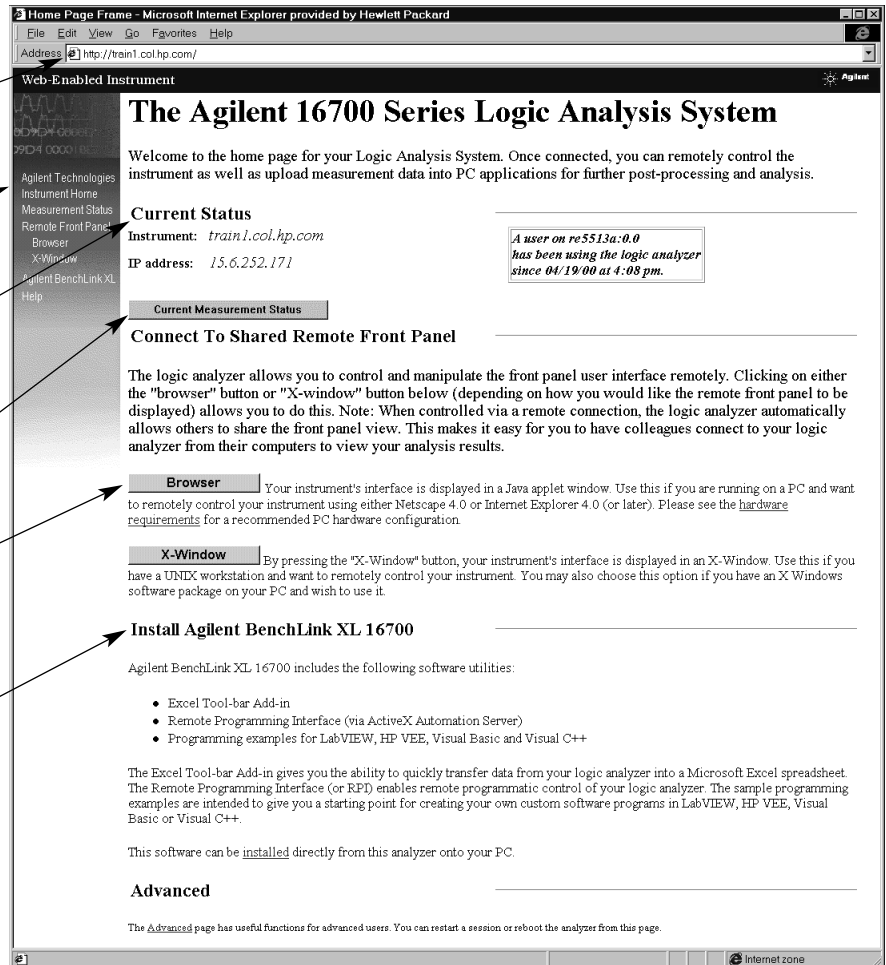 Home Page Frame - Microsoft Internet Explorer provided by Hewlett Packard
File Edit View Go Favorites Help
Address http://train1.col.hp.com/
Web-Enabled Instrument
Agilent
Agilent Technologies
Instrument Home
Measurement Status
Remote Front Panel
Browser
X-Window
Agilent BenchLink XL
Help
The Agilent 16700 Series Logic Analysis System
Welcome to the home page for your Logic Analysis System. Once connected, you can remotely control the
instrument as well as upload measurement data into PC applications for further post-processing and analysis.
Current Status
Instrument: train1.col.hp.com
IP address: 15.6.252.171
A user on re5513a:0.0
has been using the logic analyzer
since 04/19/00 at 4:08 pm.
Current Measurement Status
Connect To Shared Remote Front Panel
The logic analyzer allows you to control and manipulate the front panel user interface remotely. Clicking on either
the "browser" button or "X-window" button below (depending on how you would like the remote front panel to be
displayed) allows you to do this. Note: When controlled via a remote connection, the logic analyzer automatically
allows others to share the front panel view. This makes it easy for you to have colleagues connect to your logic
analyzer from their computers to view your analysis results.
Browser Your instrument's interface is displayed in a Java applet window. Use this if you are running on a PC and want
to remotely control your instrument using either Netscape 4.0 or Internet Explorer 4.0 (or later). Please see the hardware
requirements for a recommended PC hardware configuration.
X-Window By pressing the "X-Window" button, your instrument's interface is displayed in an X-Window. Use this if you
have a UNIX workstation and want to remotely control your instrument. You may also choose this option if you have an X Windows
software package on your PC and wish to use it.
Install Agilent BenchLink XL 16700
Agilent BenchLink XL 16700 includes the following software utilities:
• Excel Tool-bar Add-in
• Remote Programming Interface (via ActiveX Automation Server)
• Programming examples for LabVIEW, HP VEE, Visual Basic and Visual C++
The Excel Tool-bar Add-in gives you the ability to quickly transfer data from your logic analyzer into a Microsoft Excel spreadsheet.
The Remote Programming Interface (or RPI) enables remote programmatic control of your logic analyzer. The sample programming
examples are intended to give you a starting point for creating your own custom software programs in LabVIEW, HP VEE, Visual
Basic or Visual C++.
This software can be installed directly from this analyzer onto your PC.
Advanced
The Advanced page has useful functions for advanced users. You can restart a session or reboot the analyzer from this page.
Internet zone